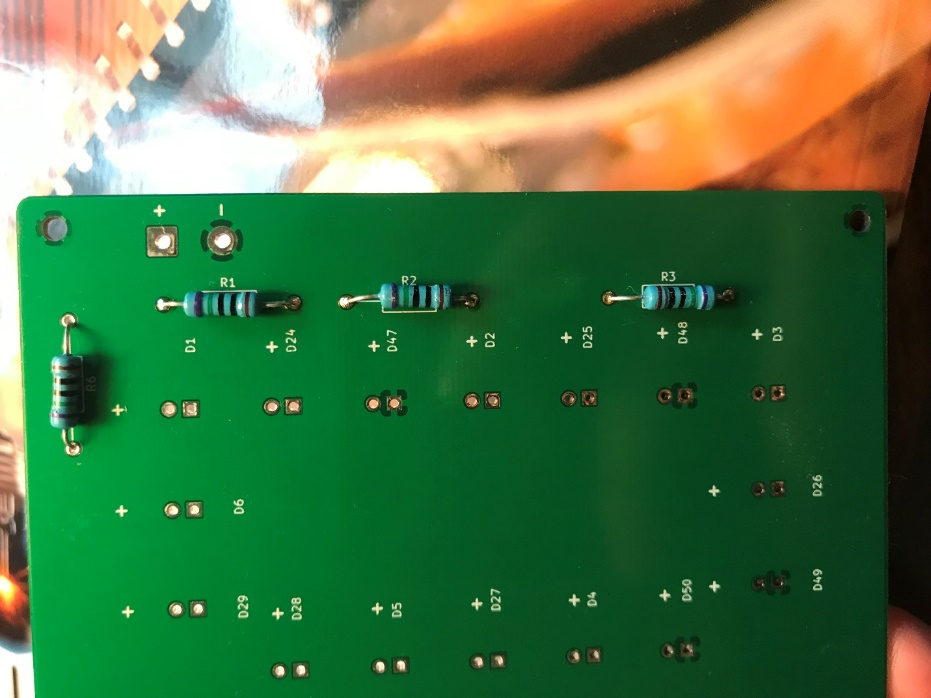 + -
R1 R2 R3
D1 + D24 + D47 + D2 + D25 + D48 + D3
R6
+
+ D6 + D26
+ D29 + D28 + D5 + D27 + D4 + D50 + D49